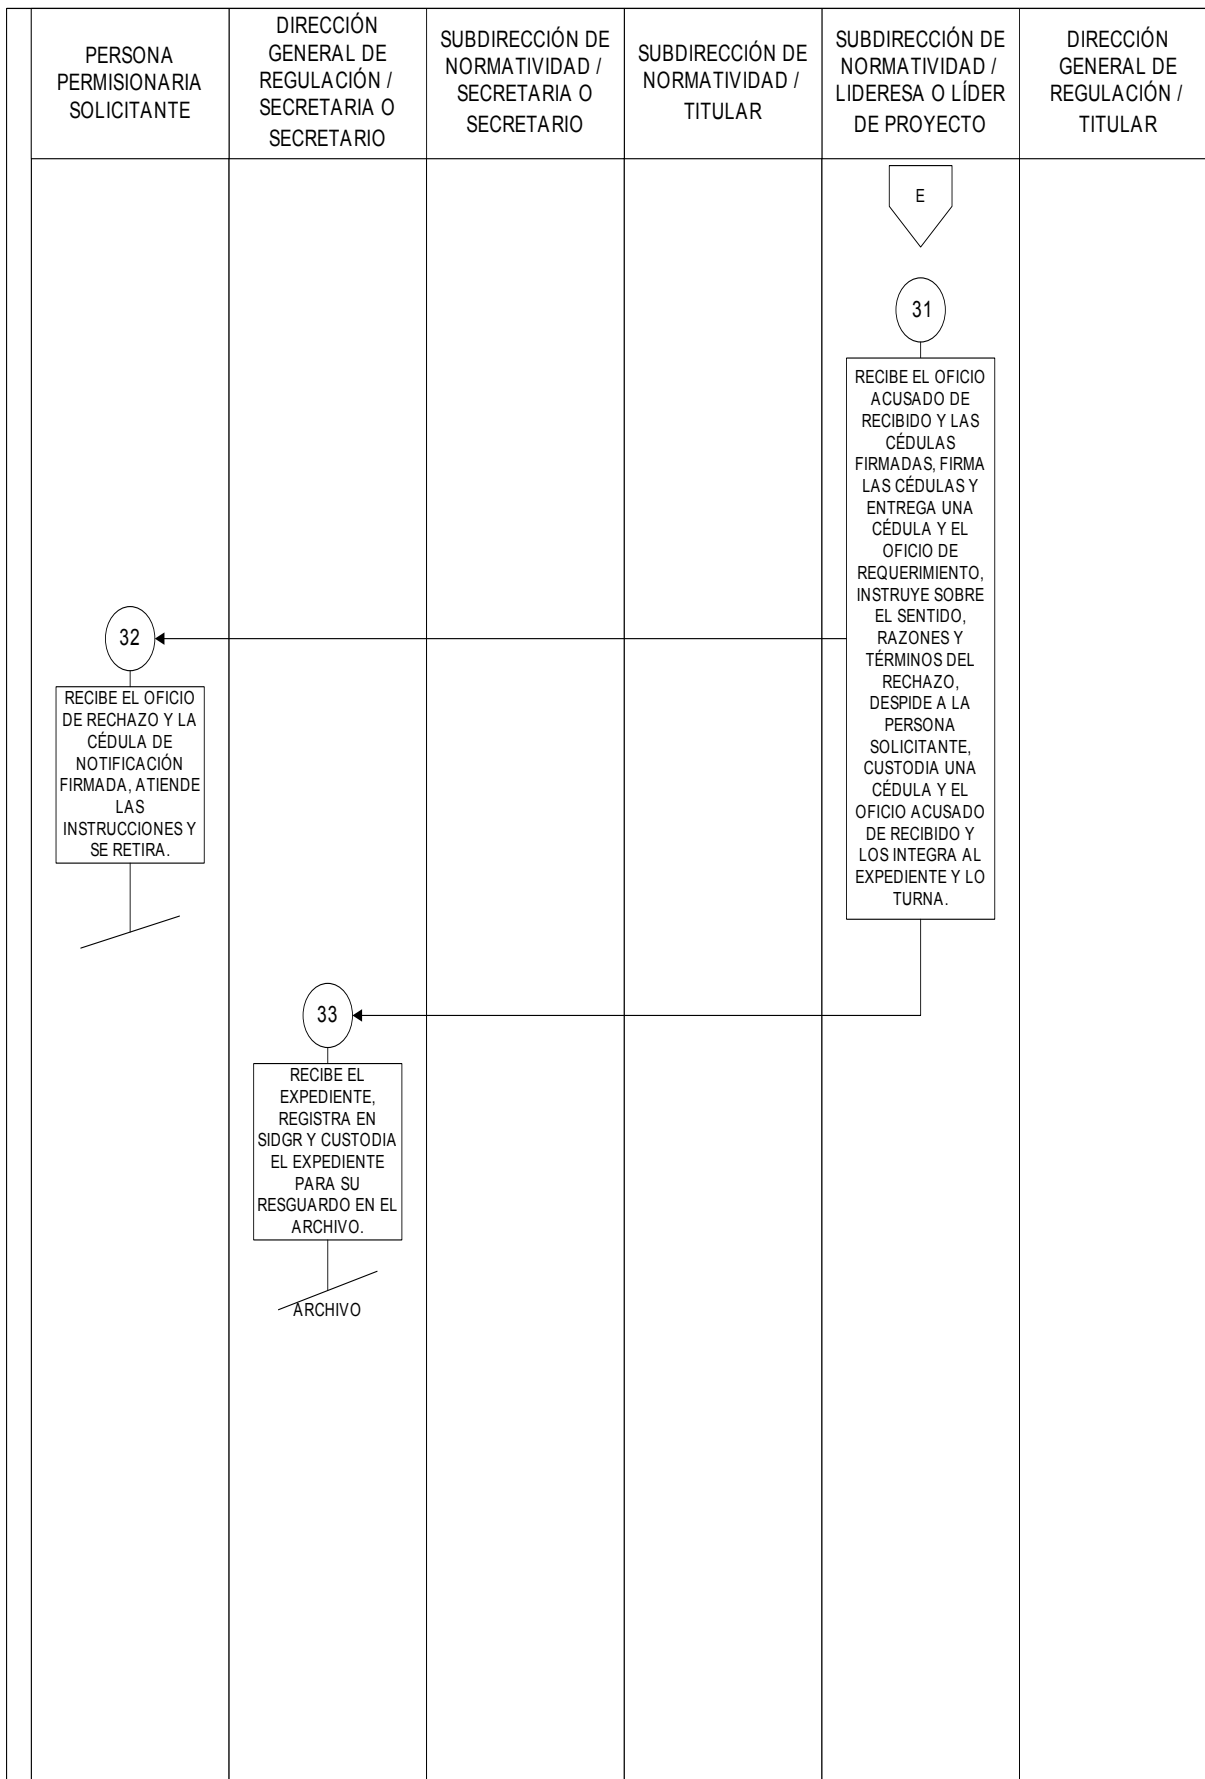 PERSONA
PERMISIONARIA
SOLICITANTE
DIRECCIÓN
GENERAL DE
REGULACIÓN /
SECRETARIA O
SECRETARIO
SUBDIRECCIÓN DE
NORMATIVIDAD /
SECRETARIA O
SECRETARIO
SUBDIRECCIÓN DE
NORMATIVIDAD /
TITULAR
SUBDIRECCIÓN DE
NORMATIVIDAD /
LIDERESA O LÍDER
DE PROYECTO
DIRECCIÓN
GENERAL DE
REGULACIÓN /
TITULAR
E
31
RECIBE EL OFICIO
ACUSADO DE
RECIBIDO Y LAS
CÉDULAS
FIRMADAS, FIRMA
LAS CÉDULAS Y
ENTREGA UNA
CÉDULA Y EL
OFICIO DE
REQUERIMIENTO,
INSTRUYE SOBRE
EL SENTIDO,
RAZONES Y
TÉRMINOS DEL
RECHAZO,
DESPIDE A LA
PERSONA
SOLICITANTE,
CUSTODIA UNA
CÉDULA Y EL
OFICIO ACUSADO
DE RECIBIDO Y
LOS INTEGRA AL
EXPEDIENTE Y LO
TURNA.
32
RECIBE EL OFICIO
DE RECHAZO Y LA
CÉDULA DE
NOTIFICACIÓN
FIRMADA, ATIENDE
LAS
INSTRUCCIONES Y
SE RETIRA.
33
RECIBE EL
EXPEDIENTE,
REGISTRA EN
SIDGR Y CUSTODIA
EL EXPEDIENTE
PARA SU
RESGUARDO EN EL
ARCHIVO.
ARCHIVO